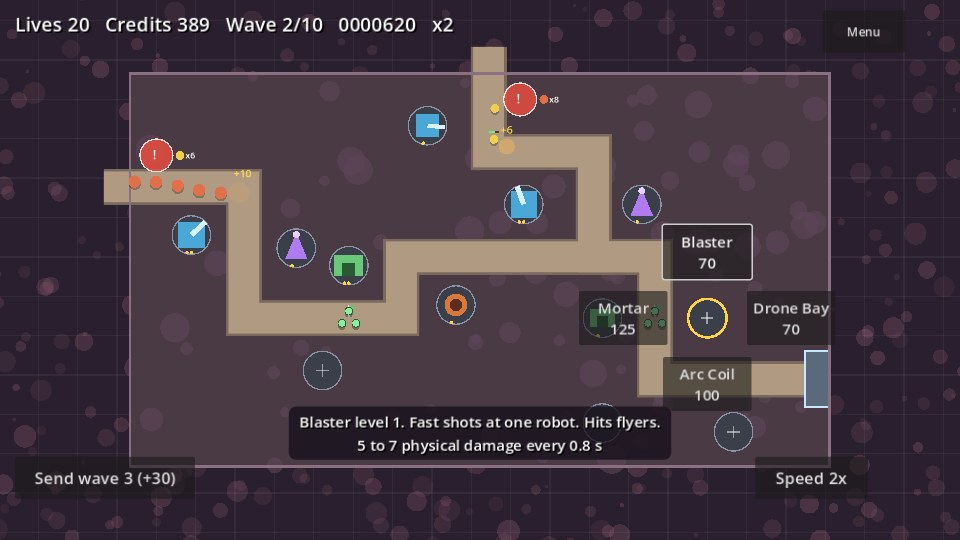 Lives 20 Credits 389 Wave 2/10 0000620 x2
Menu
! x8
+6
! x6
+10
Blaster
70
Mortar
125
Drone Bay
70
Arc Coil
100
Blaster level 1. Fast shots at one robot. Hits flyers.
5 to 7 physical damage every 0.8 s
Send wave 3 (+30)
Speed 2x